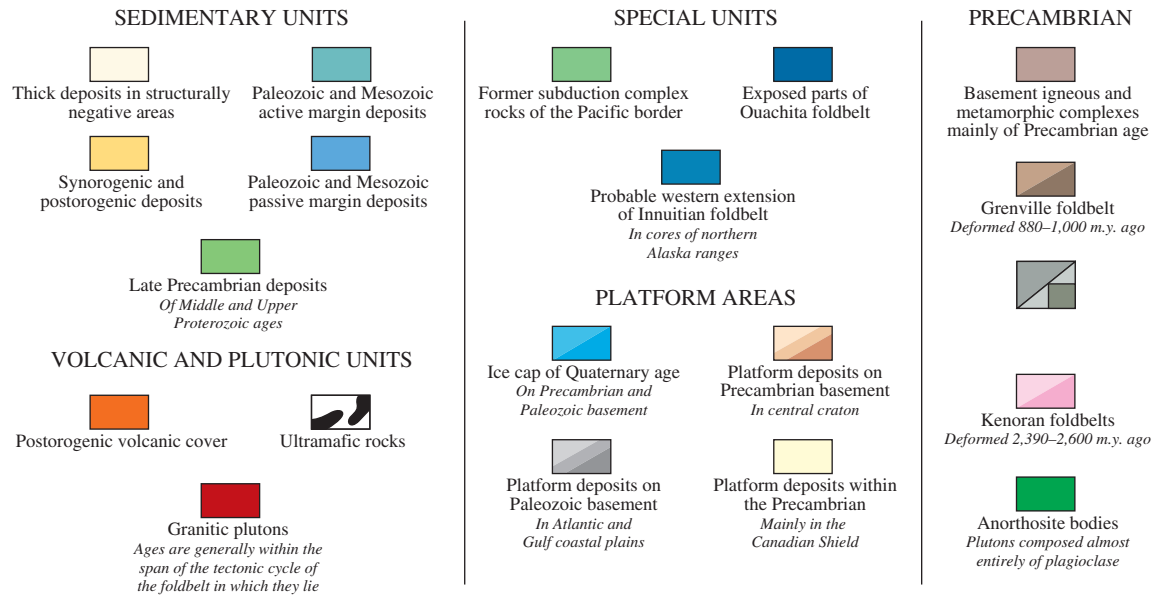 SEDIMENTARY UNITS
Thick deposits in structurally
negative areas
Paleozoic and Mesozoic
active margin deposits
Synorogenic and
postorogenic deposits
Paleozoic and Mesozoic
passive margin deposits
Late Precambrian deposits
Of Middle and Upper
Proterozoic ages
VOLCANIC AND PLUTONIC UNITS
Postorogenic volcanic cover
Ultramafic rocks
Granitic plutons
Ages are generally within the
span of the tectonic cycle of
the foldbelt in which they lie
SPECIAL UNITS
Former subduction complex
rocks of the Pacific border
Exposed parts of
Ouachita foldbelt
Probable western extension
of Innuitian foldbelt
In cores of northern
Alaska ranges
PLATFORM AREAS
Ice cap of Quaternary age
On Precambrian and
Paleozoic basement
Platform deposits on
Precambrian basement
In central craton
Platform deposits on
Paleozoic basement
In Atlantic and
Gulf coastal plains
Platform deposits within
the Precambrian
Mainly in the
Canadian Shield
PRECAMBRIAN
Basement igneous and
metamorphic complexes
mainly of Precambrian age
Grenville foldbelt
Deformed 880–1,000 m.y. ago
Kenoran foldbelts
Deformed 2,390–2,600 m.y. ago
Anorthosite bodies
Plutons composed almost
entirely of plagioclase